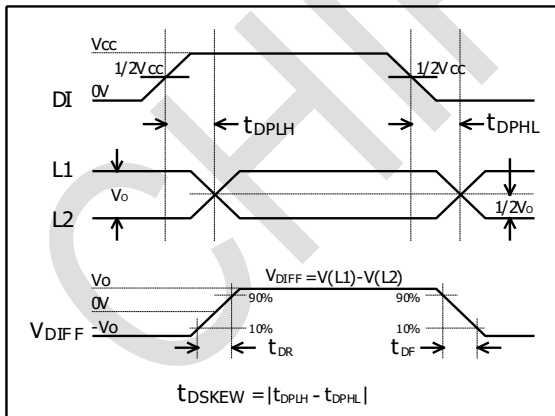 Vcc
1/2Vcc 1/2Vcc
DI 0V
tDPLH tDPHL
L1
Vo
L2 1/2Vo
Vo VDIFF=V(L1)-V(L2)
90% 90%
0V
VDIFF -Vo 10% 10%
tDR tDF
tDSKEW =|tDPLH - tDPHL|